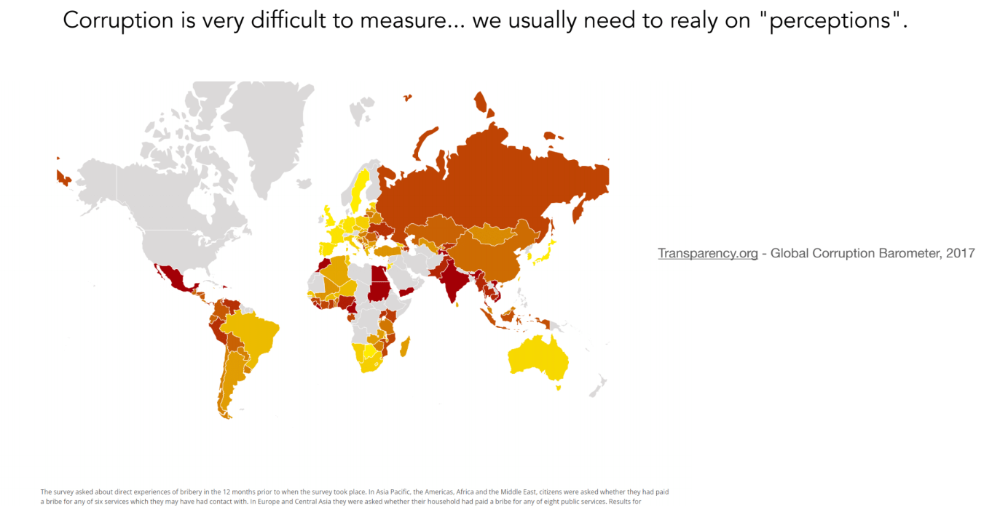 Corruption is very difficult to measure... we usually need to realy on "perceptions".
Transparency.org - Global Corruption Barometer, 2017
The survey asked about direct experiences of bribery in the 12 months prior to when the survey took place. In Asia Pacific, the Americas, Africa and the Middle East, citizens were asked whether they had paid
a bribe for any of six services which they may have had contact with. In Europe and Central Asia they were asked whether their household had paid a bribe for any of eight public services. Results for